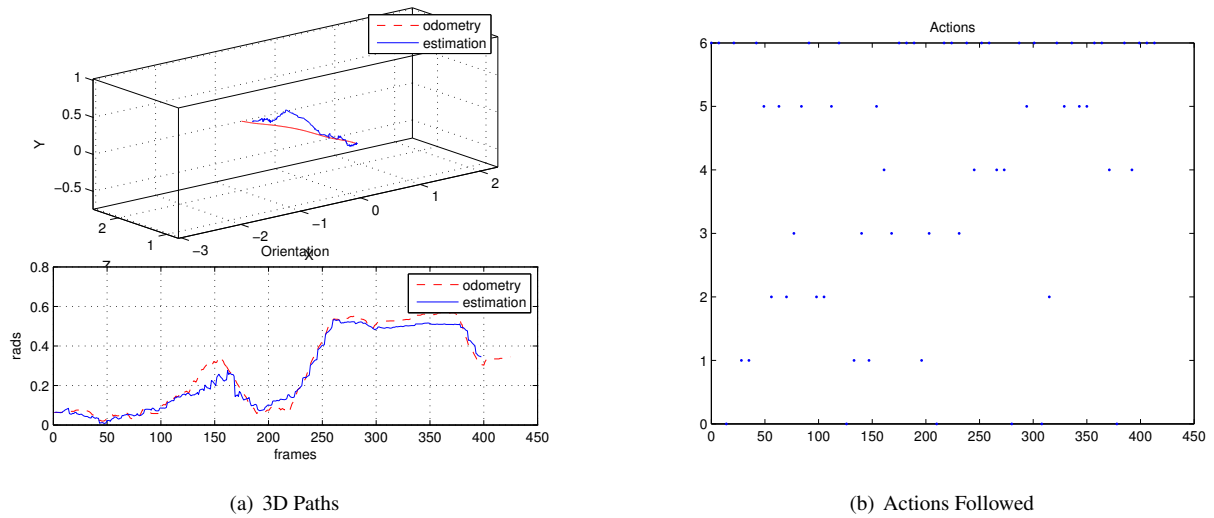 odometry
estimation
1
0.5
0
−0.5
Y
2
1
Z
−3
−2
−1
0
1
2
X
Orientation
odometry
estimation
0.8
0.6
0.4
0.2
0
rads
0 50 100 150 200 250 300 350 400 450
frames
(a) 3D Paths
Actions
6
5
4
3
2
1
0
0 50 100 150 200 250 300 350 400 450
(b) Actions Followed